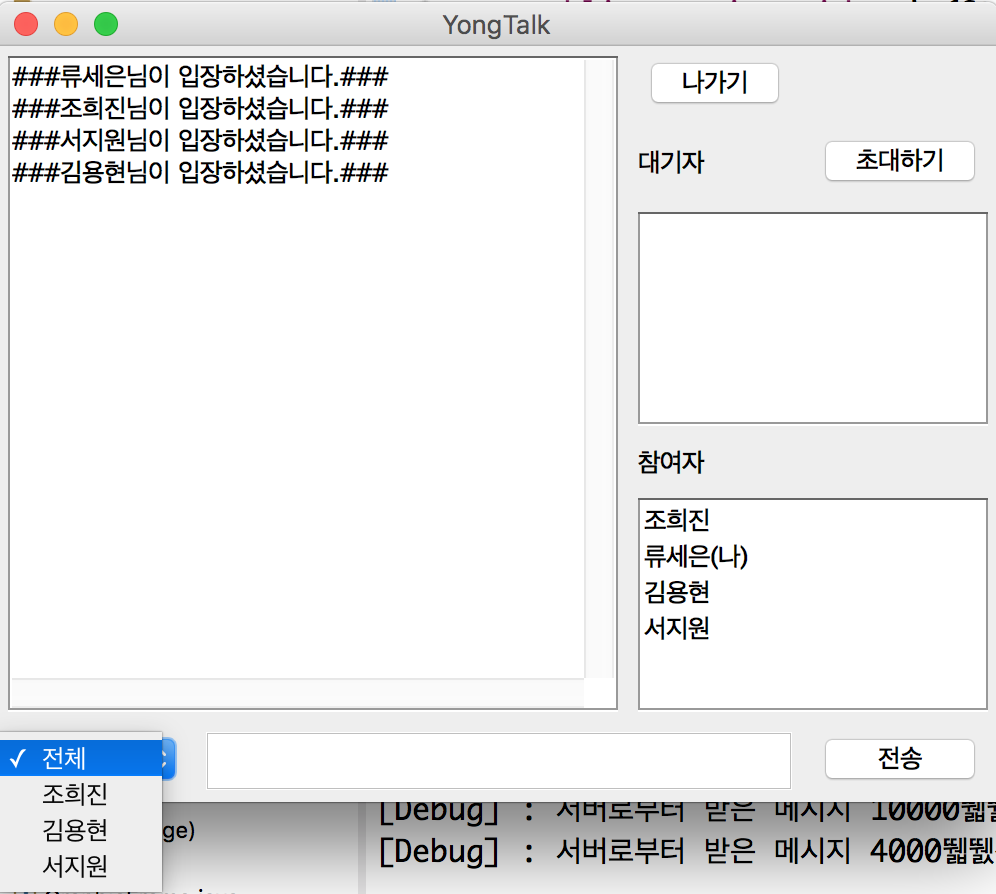 YongTalk
###류세은님이 입장하셨습니다.###
###조희진님이 입장하셨습니다.###
###서지원님이 입장하셨습니다.###
###김용현님이 입장하셨습니다.###
나가기
대기자
초대하기
참여자
조희진
류세은(나)
김용현
서지원
✓ 전체
조희진
김용현
서지원
전송
ge)
[Debug] : 서버로부터 받은 메시지 10000
[Debug] : 서버로부터 받은 메시지 4000